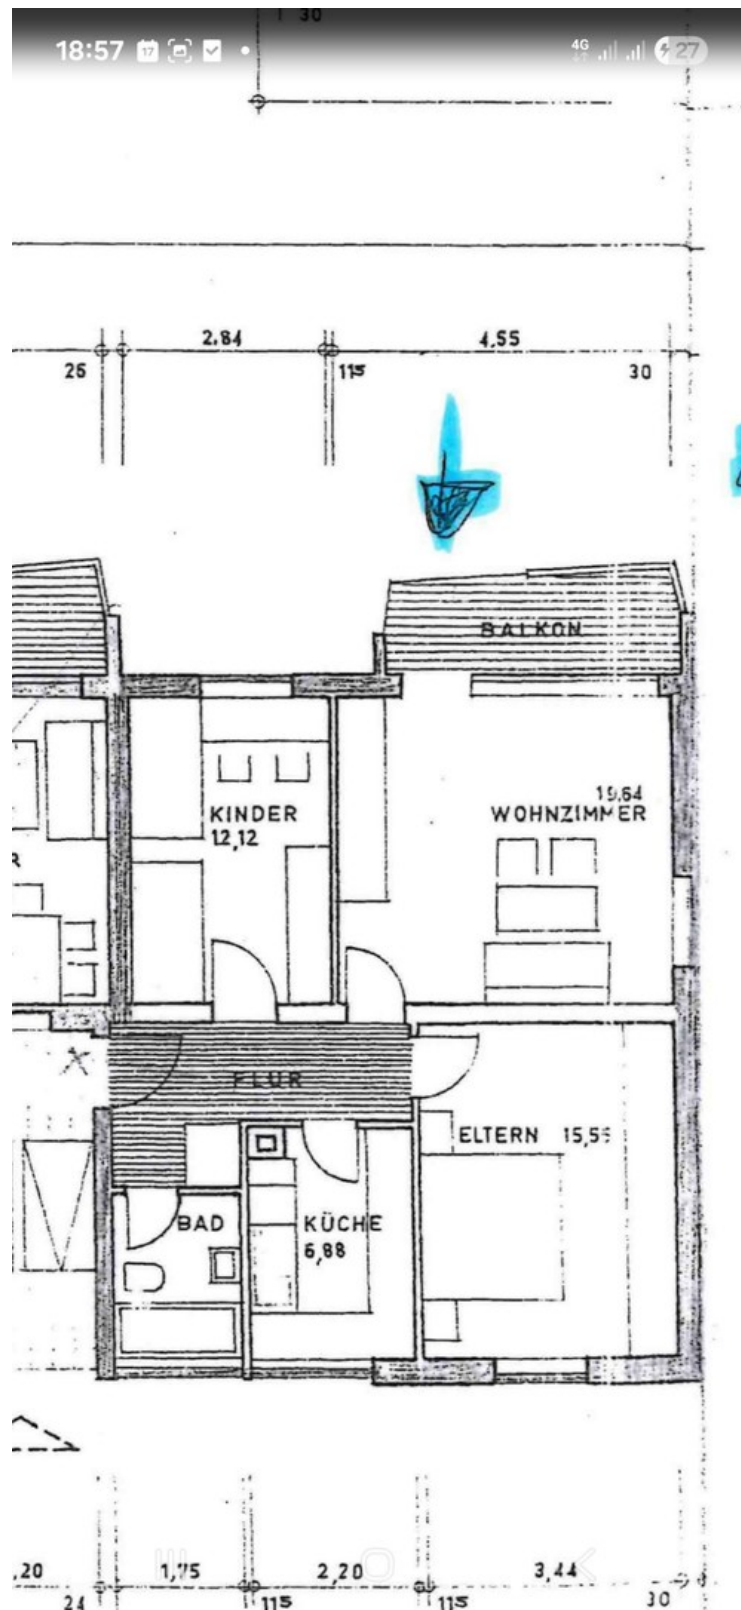 30
18:57 17 4G 27
2.84 4,55
26 115 30
BALKON
KINDER
12,12
19,64
WOHNZIMMER
R
FLUR
ELTERN
BAD
KÜCHE
6,88
,20 1,75 2,20 3,44
24 115 115 30